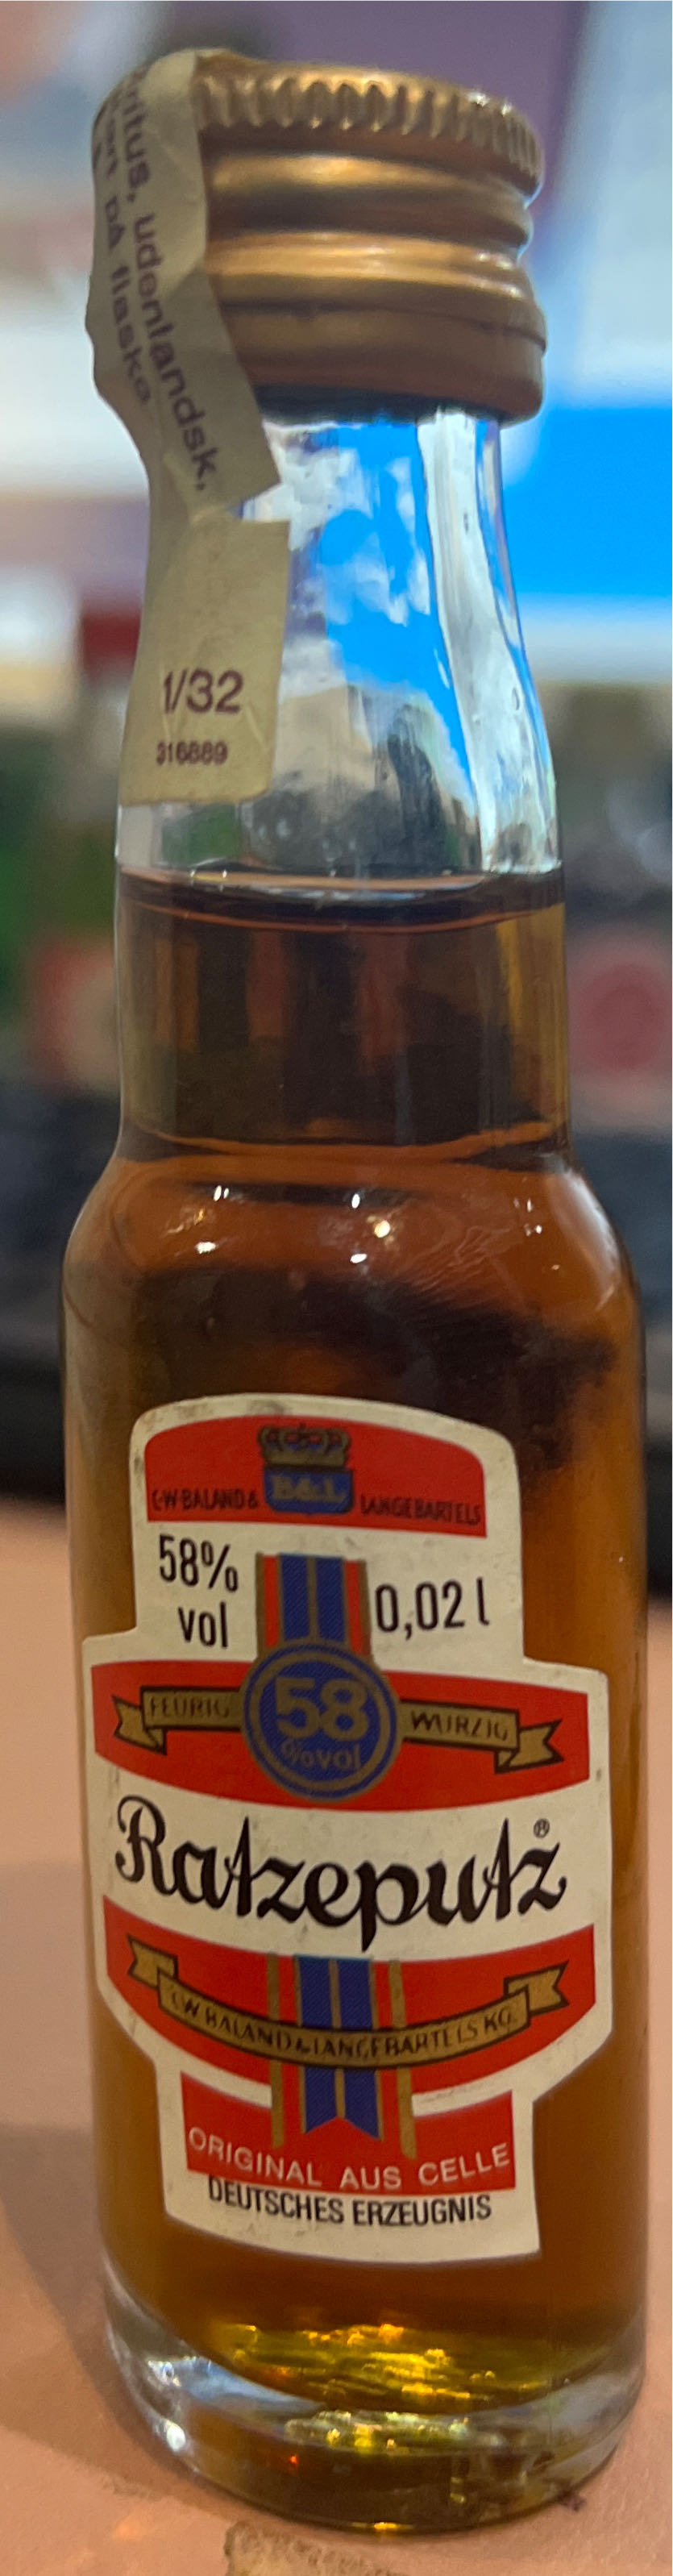 ritus, udenlandsk,
på flaske
1/32
316889
C·W·BALAND & B&L LANGEBARTELS
58%
vol
0,02 l
FEURIG
58
%vol
WÜRZIG
Ratzeputz®
CW BALAND & LANGEBARTELS KG.
ORIGINAL AUS CELLE
DEUTSCHES ERZEUGNIS